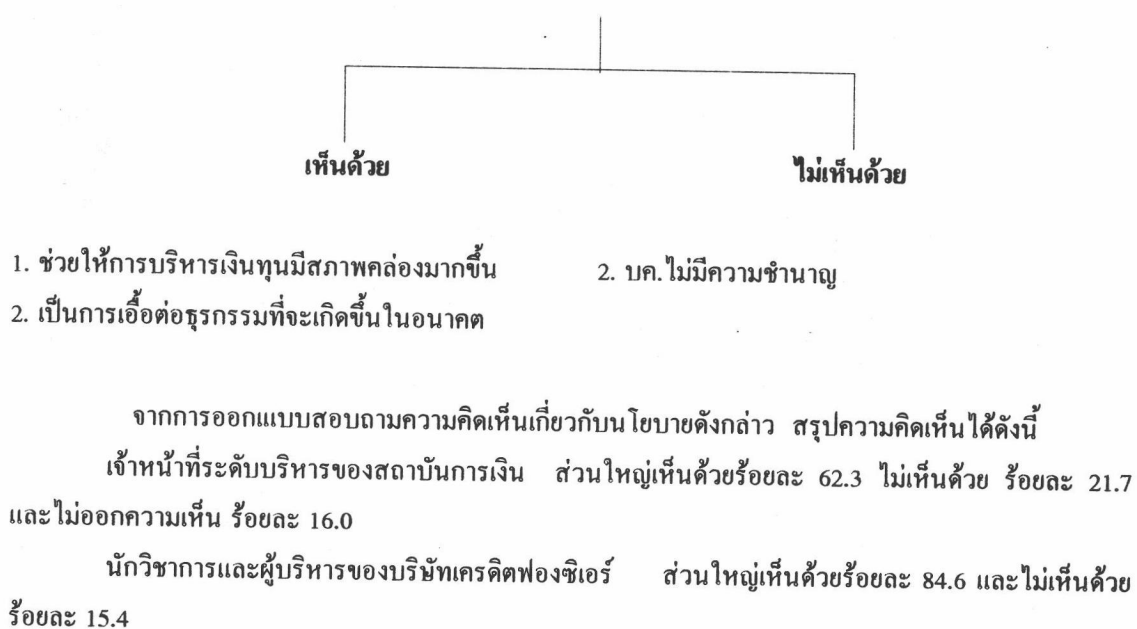 เห็นด้วย
ไม่เห็นด้วย
1. ช่วยให้การบริหารเงินทุนมีสภาพคล่องมากขึ้น
2. บค.ไม่มีความชำนาญ
2. เป็นการเอื้อต่อธุรกรรมที่จะเกิดขึ้นในอนาคต
จากการออกแบบสอบถามความคิดเห็นเกี่ยวกับนโยบายดังกล่าว สรุปความคิดเห็นได้ดังนี้
เจ้าหน้าที่ระดับบริหารของสถาบันการเงิน ส่วนใหญ่เห็นด้วยร้อยละ 62.3 ไม่เห็นด้วย ร้อยละ 21.7
และไม่ออกความเห็น ร้อยละ 16.0
นักวิชาการและผู้บริหารของบริษัทเครดิตฟองซิเอร์ ส่วนใหญ่เห็นด้วยร้อยละ 84.6 และไม่เห็นด้วย
ร้อยละ 15.4